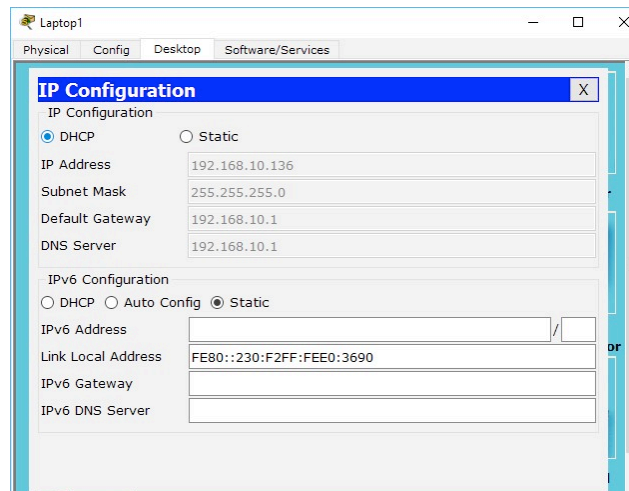 Laptop1
Physical Config Desktop Software/Services
IP Configuration X
IP Configuration
DHCP Static
IP Address 192.168.10.136
Subnet Mask 255.255.255.0
Default Gateway 192.168.10.1
DNS Server 192.168.10.1
IPv6 Configuration
DHCP Auto Config Static
IPv6 Address /
Link Local Address FE80::230:F2FF:FEE0:3690
IPv6 Gateway
IPv6 DNS Server
or